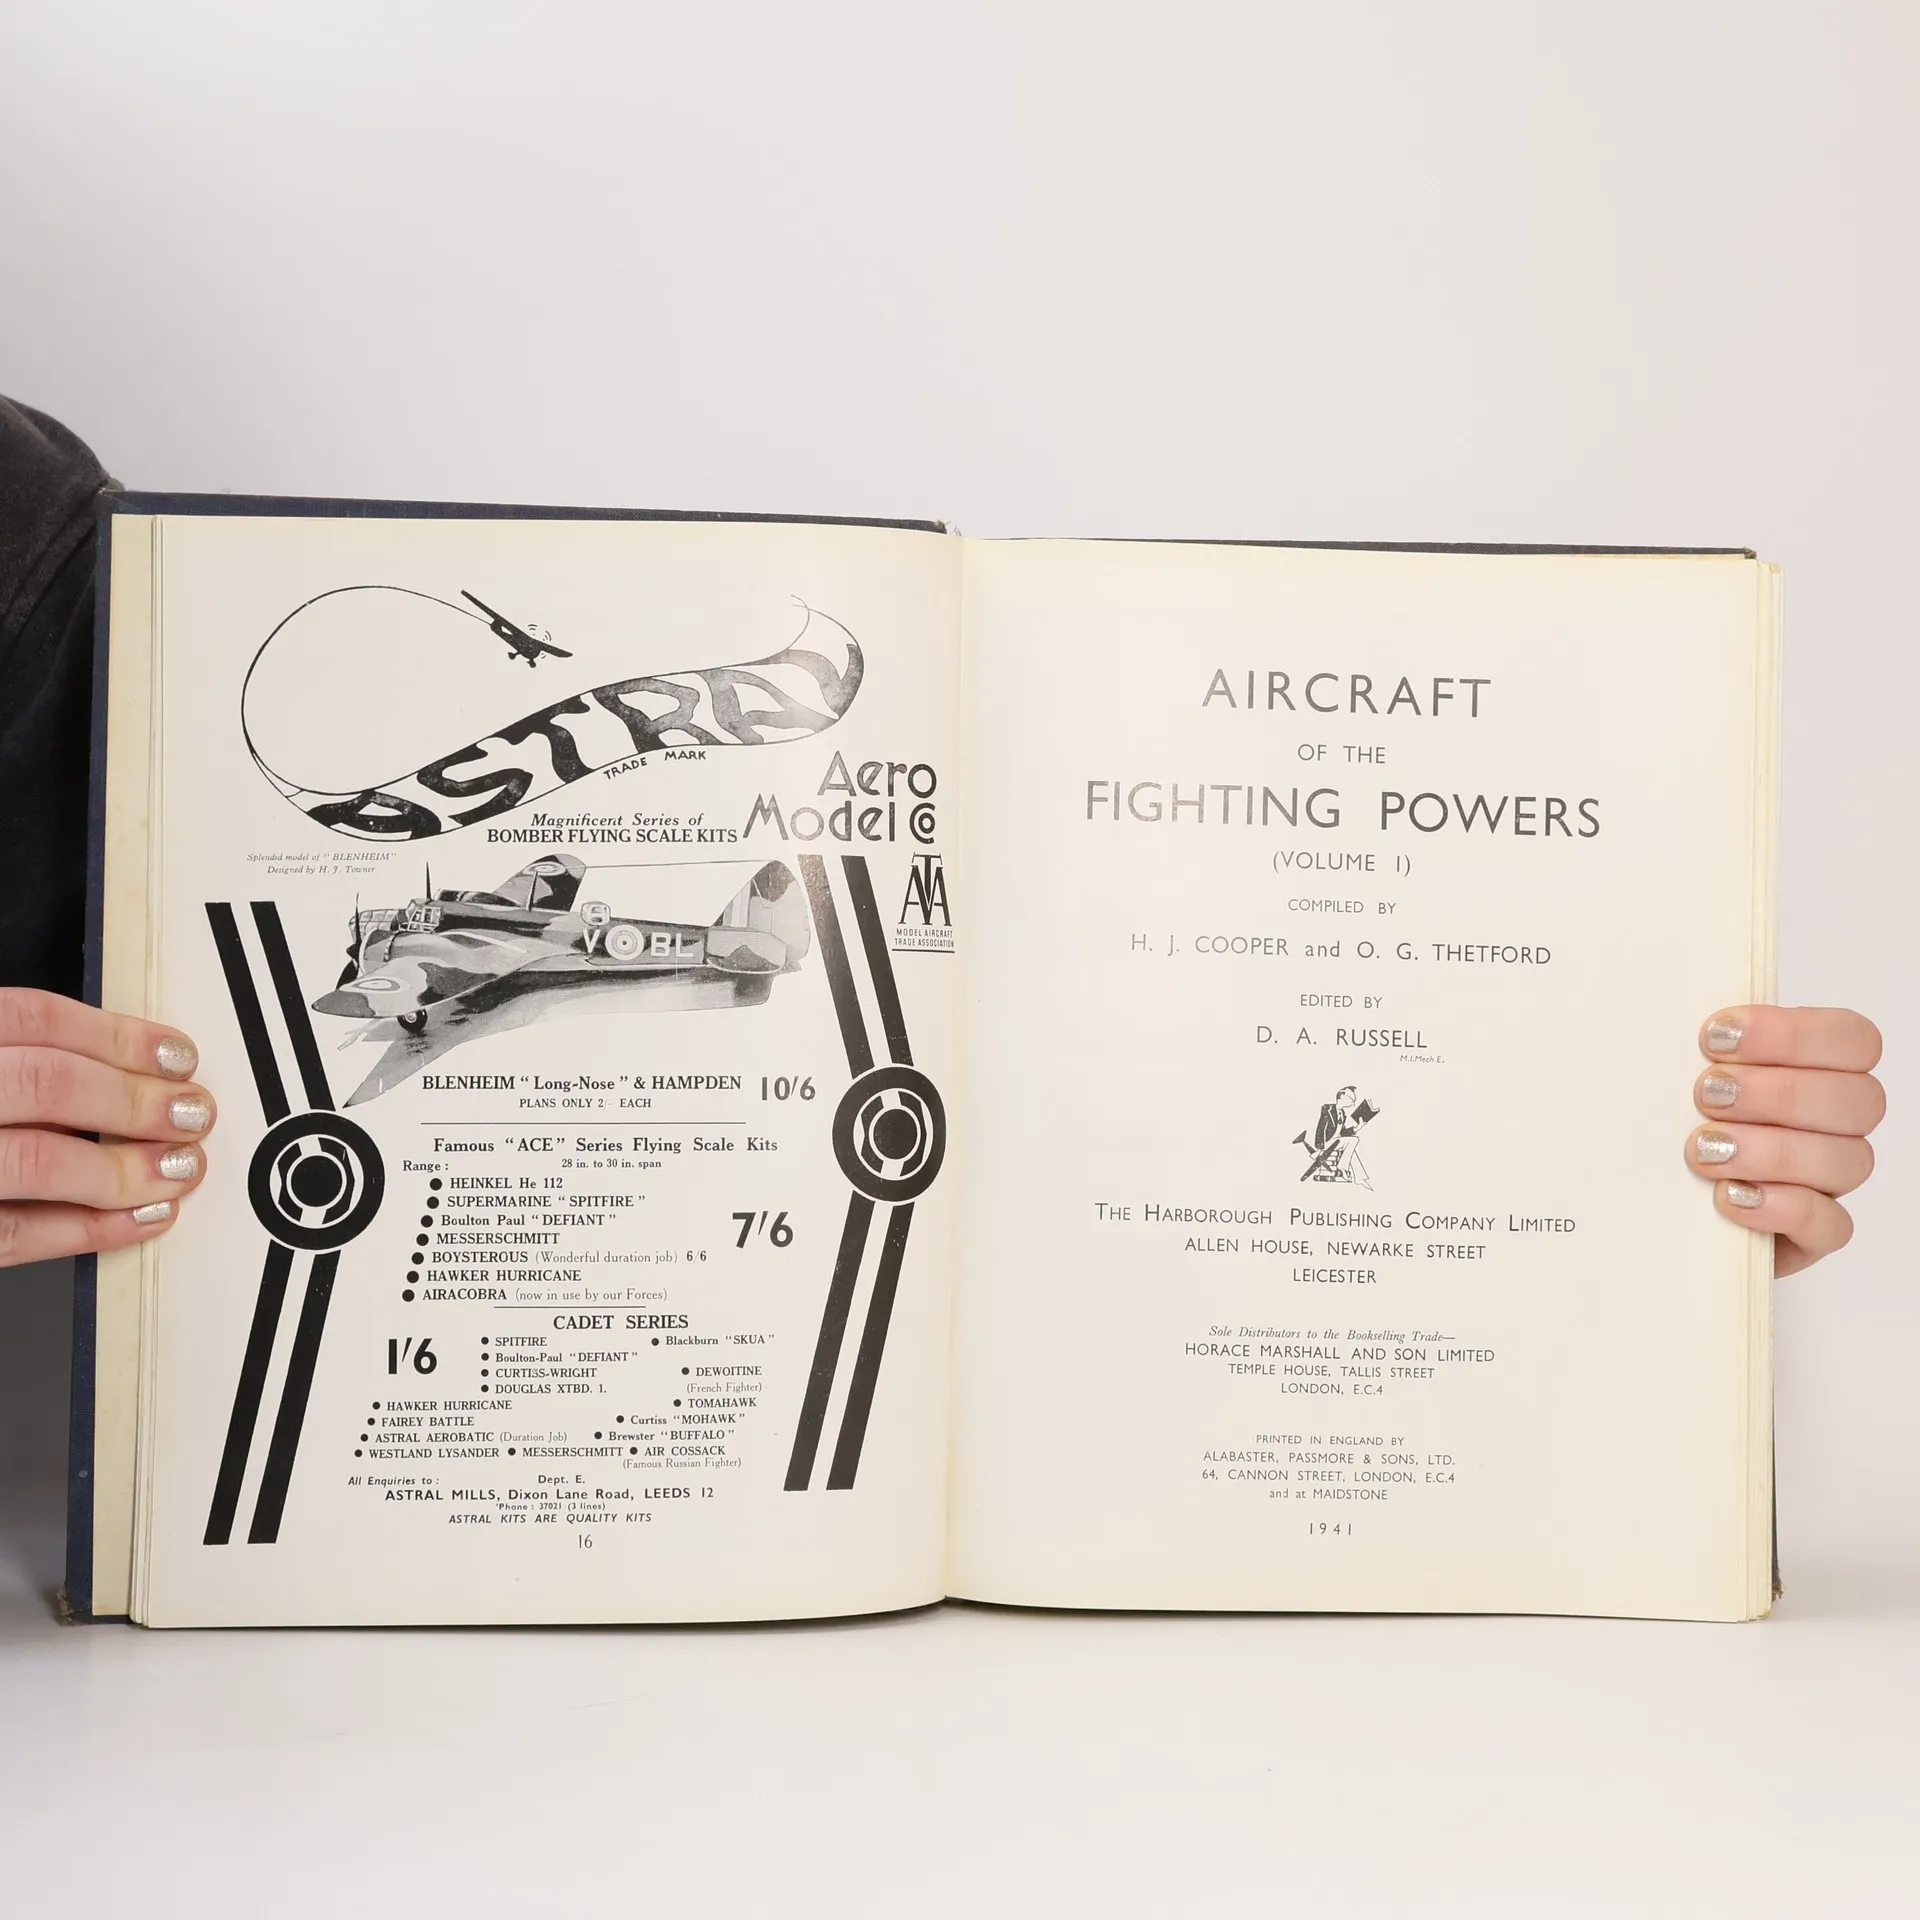 ASTRAL
TRADE MARK
Aero
Model Co
Magnificent Series of
BOMBER FLYING SCALE KITS
Splendid model of "BLENHEIM"
Designed by H. J. Towner
MATA
MODEL AIRCRAFT
TRADE ASSOCIATION
V BL
BLENHEIM "Long-Nose" & HAMPDEN 10/6
PLANS ONLY 2/- EACH
Famous "ACE" Series Flying Scale Kits
Range : 28 in. to 30 in. span
● HEINKEL He 112
● SUPERMARINE "SPITFIRE"
● Boulton Paul "DEFIANT"
● MESSERSCHMITT
7/6
● BOYSTEROUS (Wonderful duration job) 6/6
● HAWKER HURRICANE
● AIRACOBRA (now in use by our Forces)
CADET SERIES
1/6
● SPITFIRE ● Blackburn "SKUA"
● Boulton-Paul "DEFIANT"
● CURTISS-WRIGHT ● DEWOITINE
● DOUGLAS XTBD. 1. (French Fighter)
● HAWKER HURRICANE ● TOMAHAWK
● FAIREY BATTLE ● Curtiss "MOHAWK"
● ASTRAL AEROBATIC (Duration Job) ● Brewster "BUFFALO"
● WESTLAND LYSANDER ● MESSERSCHMITT ● AIR COSSACK
(Famous Russian Fighter)
All Enquiries to : Dept. E.
ASTRAL MILLS, Dixon Lane Road, LEEDS 12
'Phone : 37021 (3 lines)
ASTRAL KITS ARE QUALITY KITS
16
AIRCRAFT
OF THE
FIGHTING POWERS
(VOLUME I)
COMPILED BY
H. J. COOPER and O. G. THETFORD
EDITED BY
D. A. RUSSELL
M.I.Mech.E.
THE HARBOROUGH PUBLISHING COMPANY LIMITED
ALLEN HOUSE, NEWARKE STREET
LEICESTER
Sole Distributors to the Bookselling Trade—
HORACE MARSHALL AND SON LIMITED
TEMPLE HOUSE, TALLIS STREET
LONDON, E.C.4
PRINTED IN ENGLAND BY
ALABASTER, PASSMORE & SONS, LTD.
64, CANNON STREET, LONDON, E.C.4
and at MAIDSTONE
1941